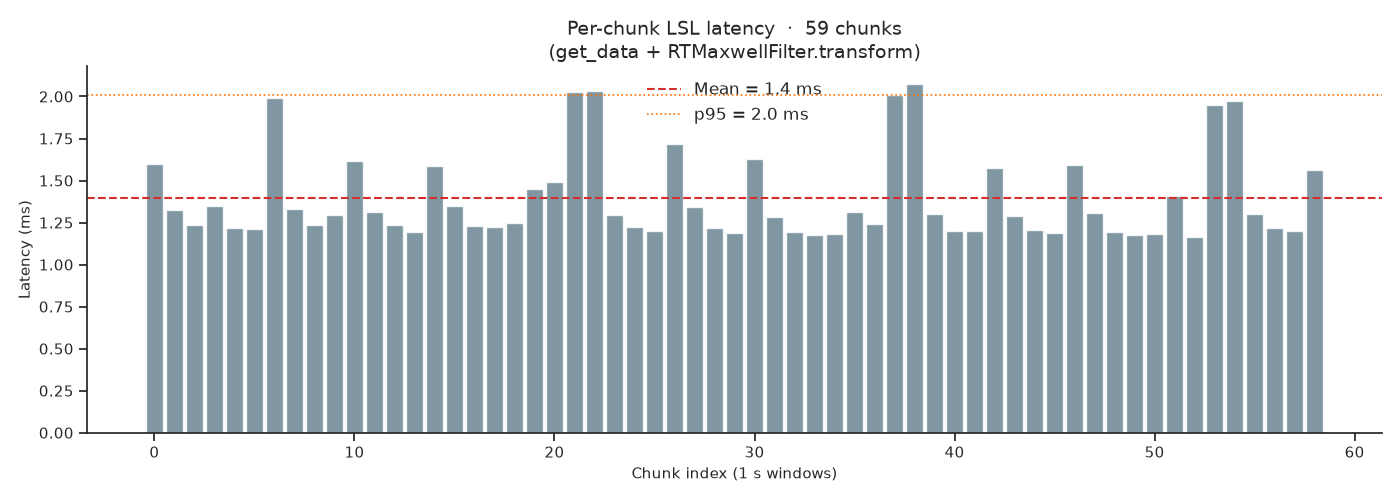 Per-chunk LSL latency  ·  59 chunks
(get_data + RTMaxwellFilter.transform)
Mean = 1.4 ms
p95 = 2.0 ms
Latency (ms)
2.00
1.75
1.50
1.25
1.00
0.75
0.50
0.25
0.00
0 10 20 30 40 50 60
Chunk index (1 s windows)